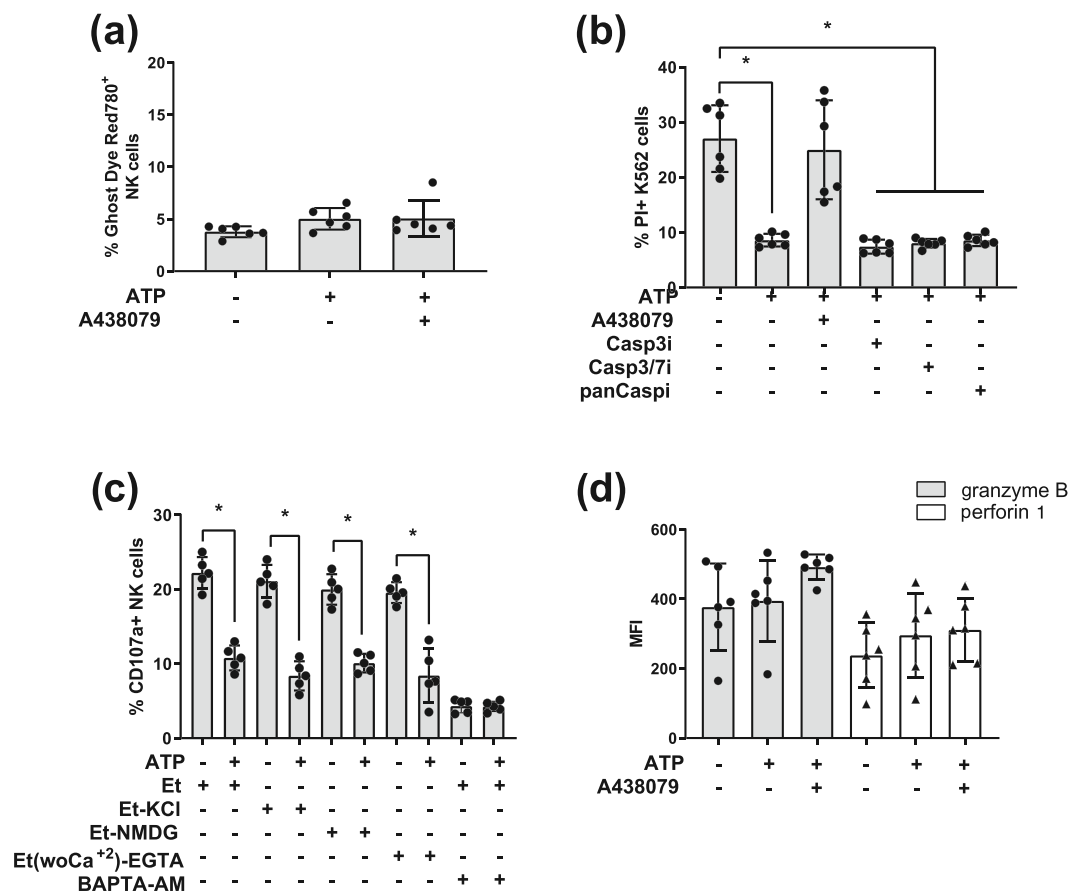 (a)
% Ghost Dye Red780+
NK cells
20
15
10
5
0
ATP - + +
A438079 - - +
(b)
% PI+ K562 cells
40
30
20
10
0
*
*
ATP - + + + + +
A438079 - - + - - -
Casp3i - - - + - -
Casp3/7i - - - - + -
panCaspi - - - - - +
(c)
% CD107a+ NK cells
30
20
10
0
*
*
*
*
ATP - + - + - + - + - +
Et + + - - - - - - + +
Et-KCl - - + + - - - - - -
Et-NMDG - - - - + + - - - -
Et(woCa+2)-EGTA - - - - - - + + - -
BAPTA-AM - - - - - - - - + +
(d)
granzyme B
perforin 1
MFI
600
400
200
0
ATP - + + - + +
A438079 - - + - - +